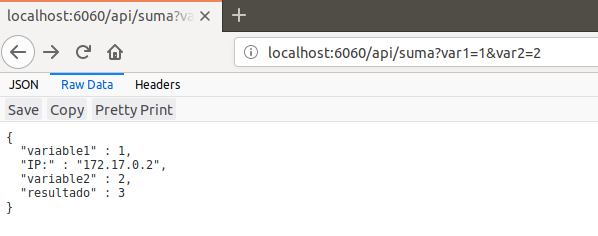 localhost:6060/api/suma?va
localhost:6060/api/suma?var1=1&var2=2
JSON Raw Data Headers
Save Copy Pretty Print
{
  "variable1" : 1,
  "IP:" : "172.17.0.2",
  "variable2" : 2,
  "resultado" : 3
}